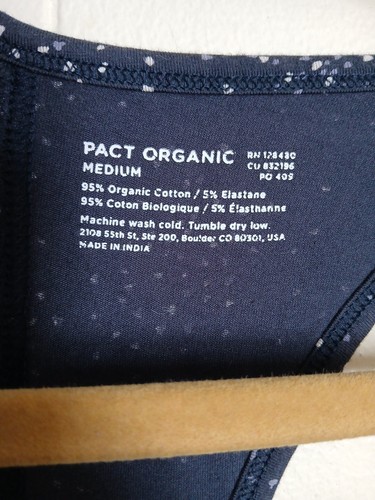 PACT ORGANIC RN 128480
MEDIUM CU 832196
PO 409
95% Organic Cotton / 5% Elastane
95% Coton Biologique / 5% Élasthanne
Machine wash cold. Tumble dry low.
2108 55th St, Ste 200, Boulder CO 80301, USA
MADE IN INDIA